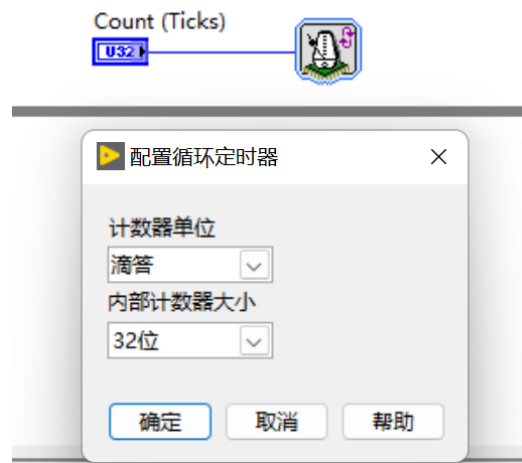 Count (Ticks)
U32
配置循环定时器
计数器单位
滴答
内部计数器大小
32位
确定
取消
帮助